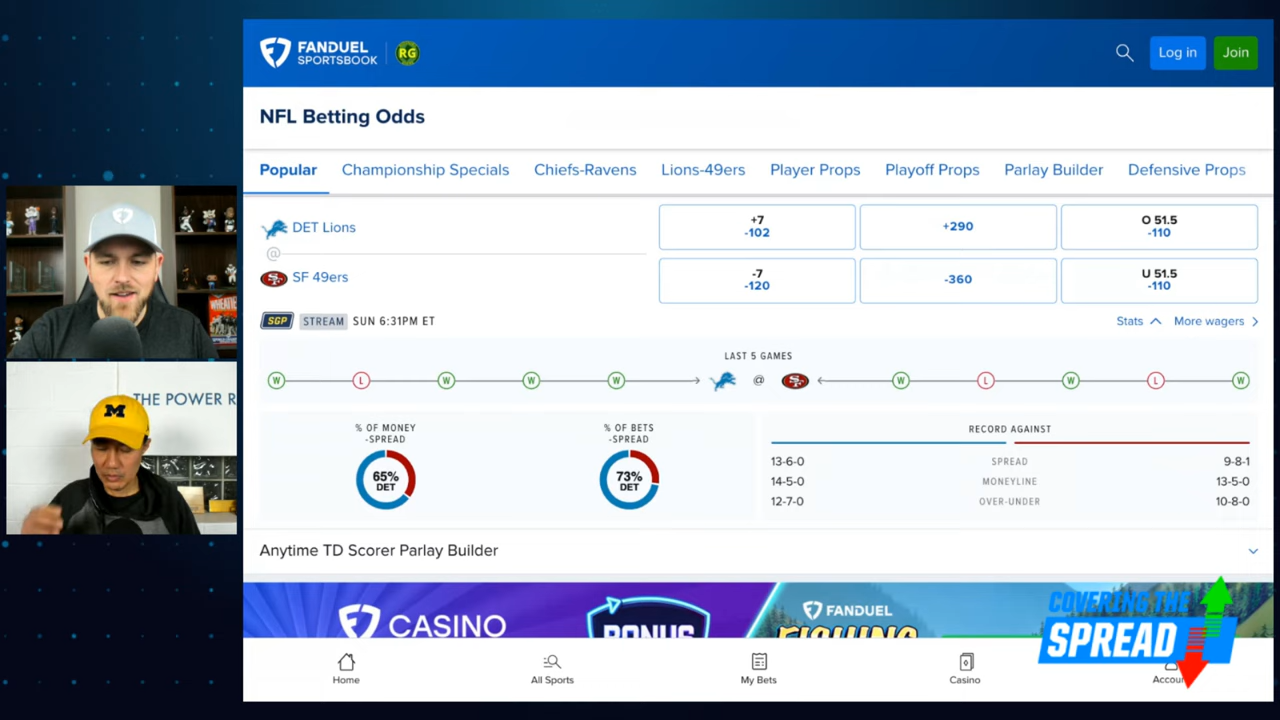 FANDUEL
SPORTSBOOK
RG
Log in
Join
NFL Betting Odds
Popular
Championship Specials
Chiefs-Ravens
Lions-49ers
Player Props
Playoff Props
Parlay Builder
Defensive Props
DET Lions
+7
-102
+290
O 51.5
-110
@
SF 49ers
-7
-120
-360
U 51.5
-110
SGP
STREAM
SUN 6:31PM ET
Stats
More wagers
LAST 5 GAMES
W
L
W
W
W
@
W
L
W
L
W
% OF MONEY
-SPREAD
65%
DET
% OF BETS
-SPREAD
73%
DET
RECORD AGAINST
13-6-0
SPREAD
9-8-1
14-5-0
MONEYLINE
13-5-0
12-7-0
OVER-UNDER
10-8-0
Anytime TD Scorer Parlay Builder
CASINO
BONUS
FANDUEL
FISHING
COVERING THE
SPREAD
Home
All Sports
My Bets
Casino
Accou
WHEATIES
THE POWER R
M